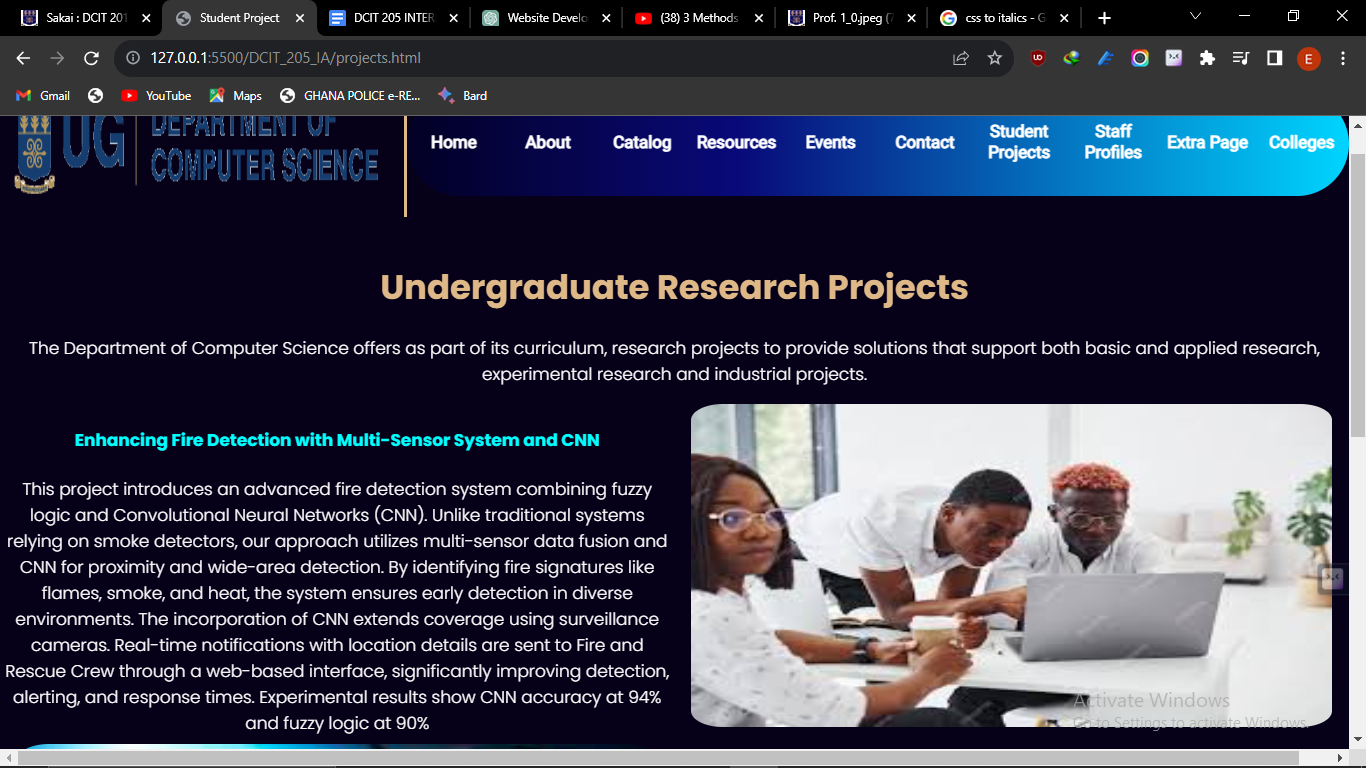 Sakai : DCIT 201
Student Project
DCIT 205 INTER
Website Develo
(38) 3 Methods
Prof. 1_0.jpeg (7
css to italics - G
127.0.0.1:5500/DCIT_205_IA/projects.html
E
Gmail
YouTube
Maps
GHANA POLICE e-RE...
Bard
UG
DEPARTMENT OF
COMPUTER SCIENCE
Home
About
Catalog
Resources
Events
Contact
Student
Projects
Staff
Profiles
Extra Page
Colleges
Undergraduate Research Projects
The Department of Computer Science offers as part of its curriculum, research projects to provide solutions that support both basic and applied research,
experimental research and industrial projects.
Enhancing Fire Detection with Multi-Sensor System and CNN
This project introduces an advanced fire detection system combining fuzzy
logic and Convolutional Neural Networks (CNN). Unlike traditional systems
relying on smoke detectors, our approach utilizes multi-sensor data fusion and
CNN for proximity and wide-area detection. By identifying fire signatures like
flames, smoke, and heat, the system ensures early detection in diverse
environments. The incorporation of CNN extends coverage using surveillance
cameras. Real-time notifications with location details are sent to Fire and
Rescue Crew through a web-based interface, significantly improving detection,
alerting, and response times. Experimental results show CNN accuracy at 94%
and fuzzy logic at 90%
Activate Windows
Go to Settings to activate Windows.